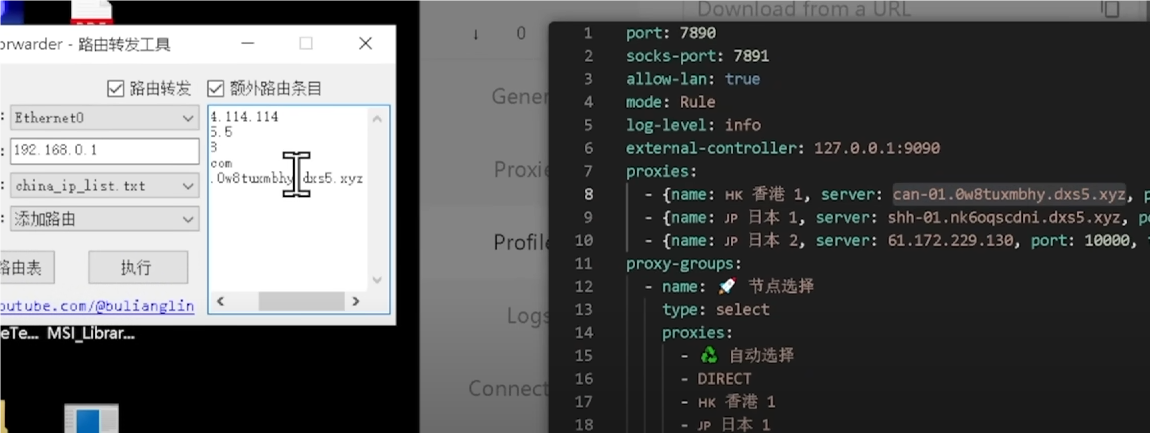 orwarder - 路由转发工具
路由转发
额外路由条目
: Ethernet0
: 192.168.0.1
: china_ip_list.txt
: 添加路由
路由表
执行
outube.com/@bulianglin
4.114.114
5.5
8
com
.0w8tuxmbhy.dxs5.xyz
eTe... MSI_Librar...
Download from a URL
↓ 0
Gener
Proxie
Profile
Logs
Connect
1 port: 7890
2 socks-port: 7891
3 allow-lan: true
4 mode: Rule
5 log-level: info
6 external-controller: 127.0.0.1:9090
7 proxies:
8 - {name: HK 香港 1, server: can-01.0w8tuxmbhy.dxs5.xyz, p
9 - {name: JP 日本 1, server: shh-01.nk6oqscdni.dxs5.xyz, po
10 - {name: JP 日本 2, server: 61.172.229.130, port: 10000, t
11 proxy-groups:
12 - name: 🚀 节点选择
13 type: select
14 proxies:
15 - ♻ 自动选择
16 - DIRECT
17 - HK 香港 1
18 - JP 日本 1